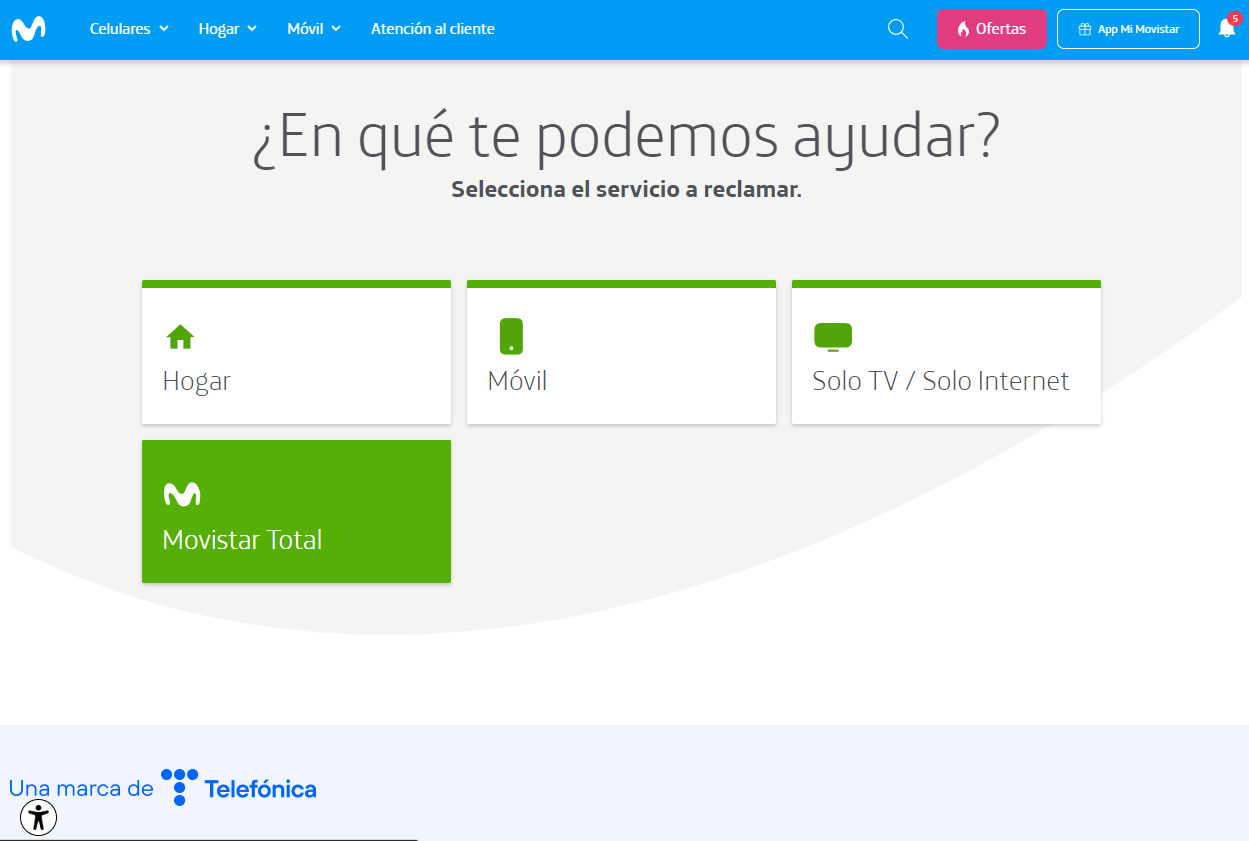 Celulares Hogar Móvil Atención al cliente Ofertas App Mi Movistar 5
¿En qué te podemos ayudar?
Selecciona el servicio a reclamar.
Hogar
Móvil
Solo TV / Solo Internet
Movistar Total
Una marca de Telefónica